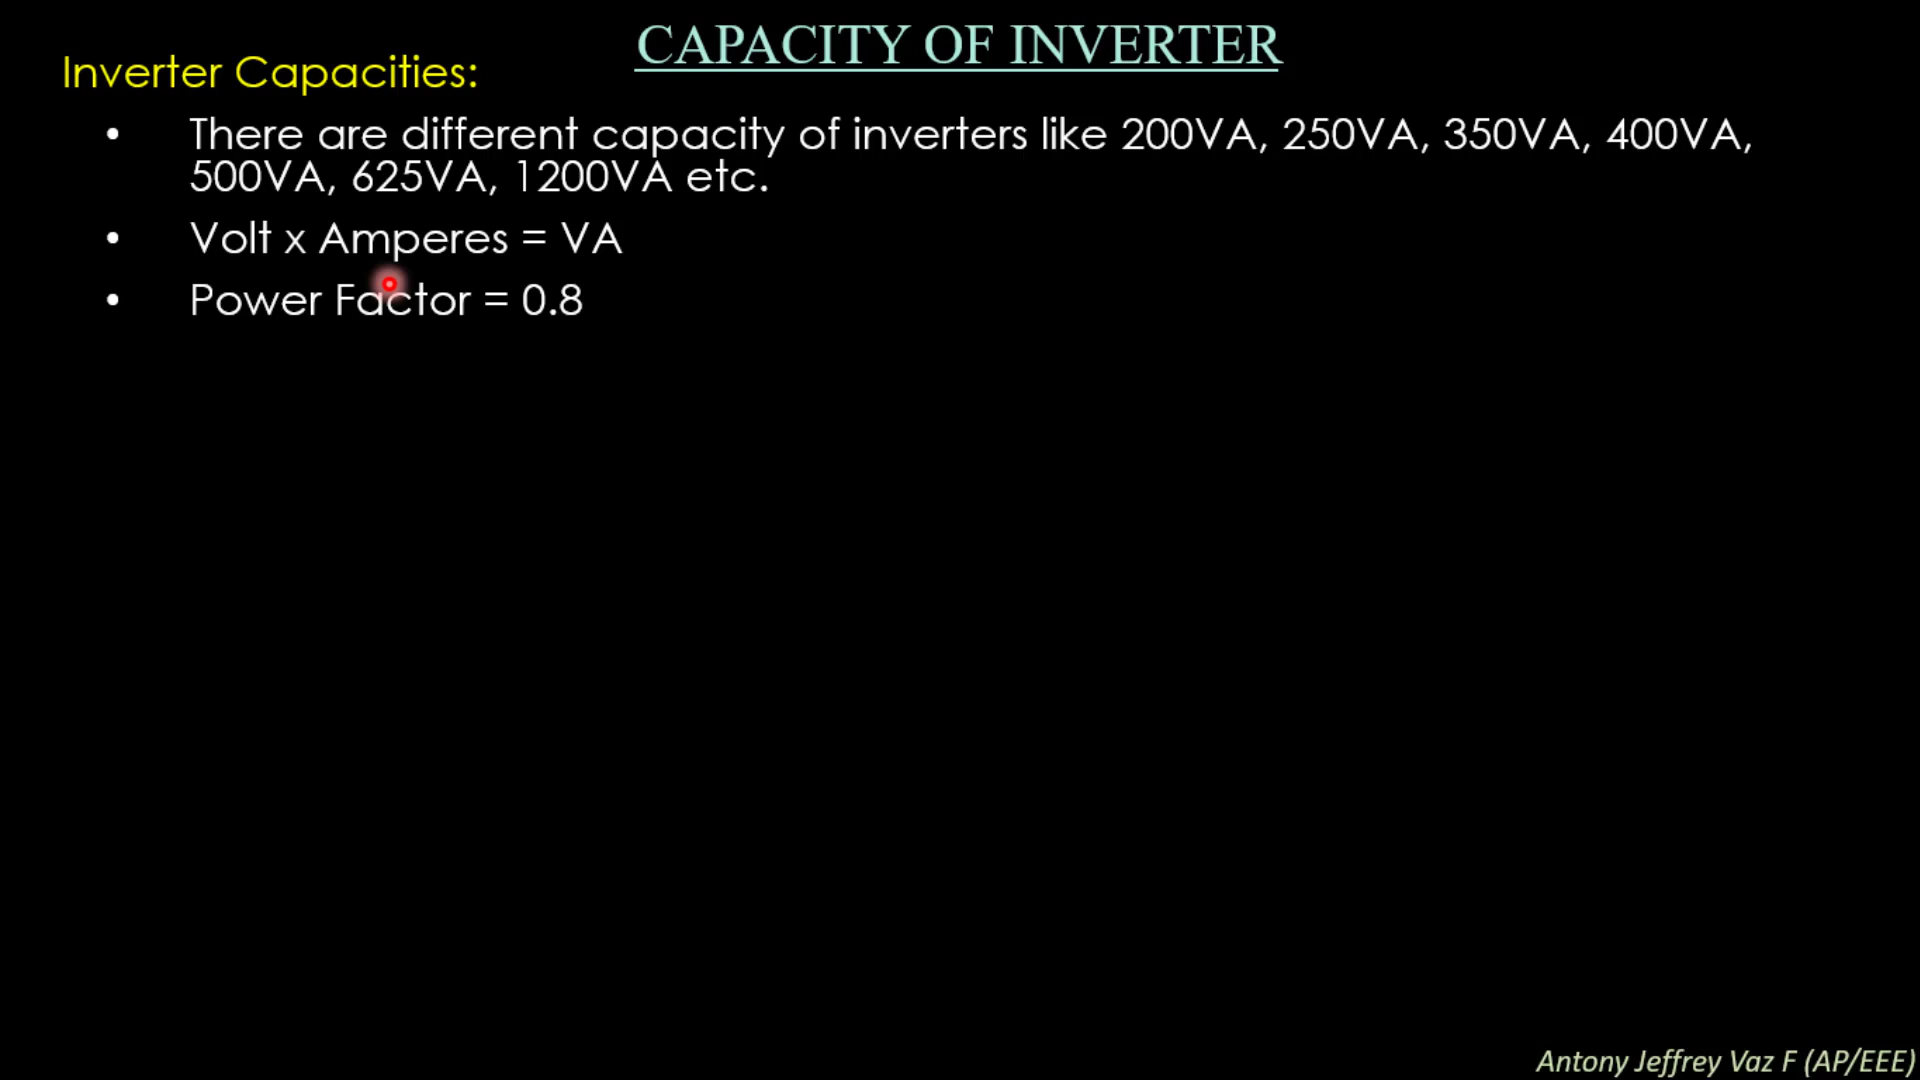 CAPACITY OF INVERTER
Inverter Capacities:
• There are different capacity of inverters like 200VA, 250VA, 350VA, 400VA,
500VA, 625VA, 1200VA etc.
• Volt x Amperes = VA
• Power Factor = 0.8
Antony Jeffrey Vaz F (AP/EEE)